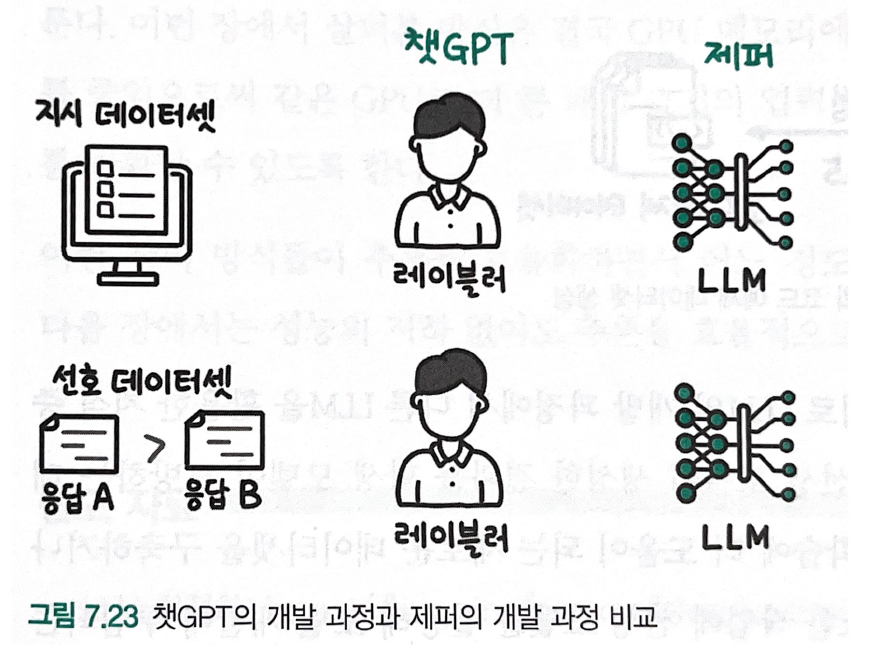 챗GPT 제퍼
지시 데이터셋
레이블러 LLM
선호 데이터셋
>
응답 A 응답 B
레이블러 LLM
그림 7.23 챗GPT의 개발 과정과 제퍼의 개발 과정 비교